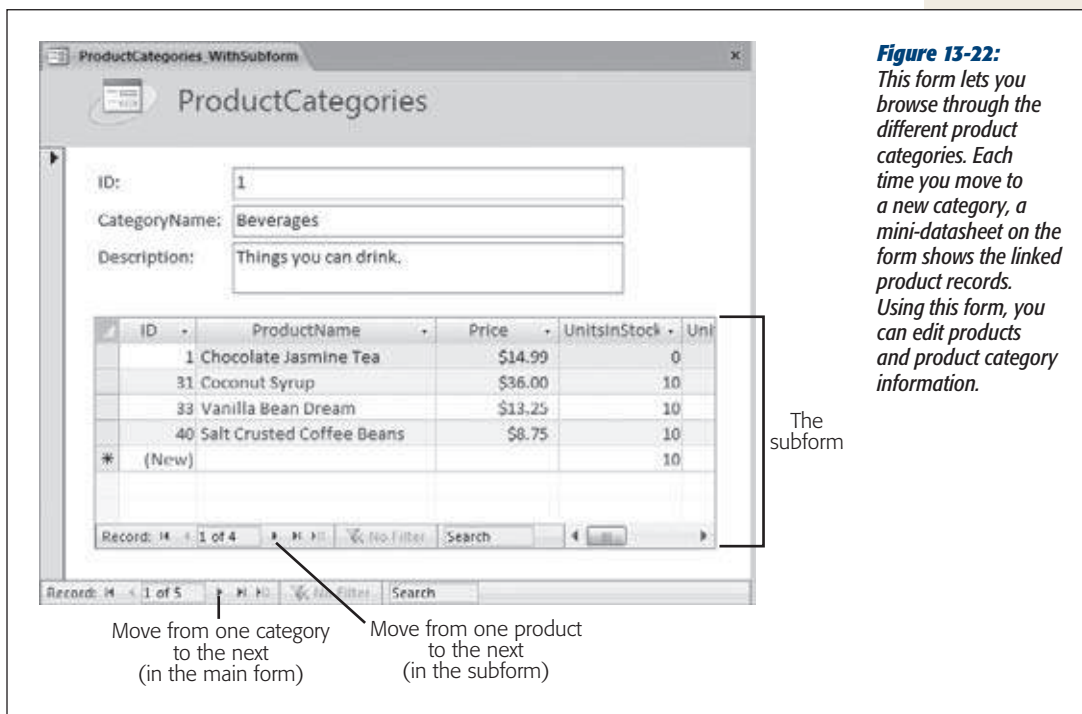 ProductCategories_WithSubform
ProductCategories
ID: 1
CategoryName: Beverages
Description: Things you can drink.
ID ProductName Price UnitsInStock Uni
1 Chocolate Jasmine Tea $14.99 0
31 Coconut Syrup $36.00 10
33 Vanilla Bean Dream $13.25 10
40 Salt Crusted Coffee Beans $8.75 10
(New) 10
Record: 1 of 4 No Filter Search
Record: 1 of 5 No Filter Search
The
subform
Move from one category
to the next
(in the main form)
Move from one product
to the next
(in the subform)
Figure 13-22:
This form lets you
browse through the
different product
categories. Each
time you move to
a new category, a
mini-datasheet on the
form shows the linked
product records.
Using this form, you
can edit products
and product category
information.